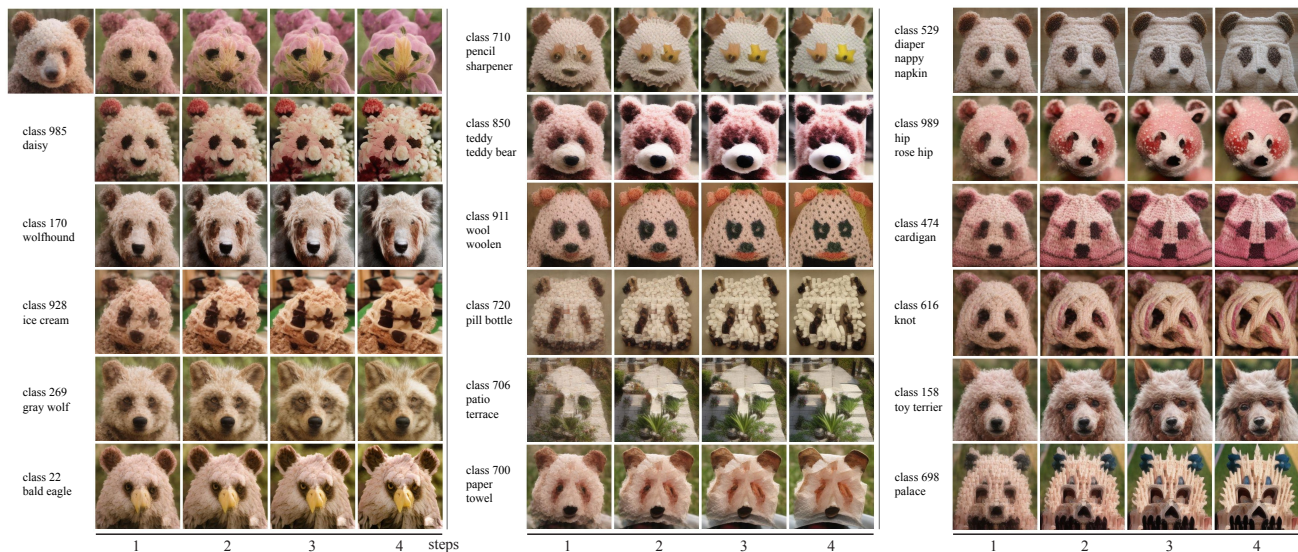 class 985
daisy
class 170
wolfhound
class 928
ice cream
class 269
gray wolf
class 22
bald eagle
1 2 3 4 steps
class 710
pencil
sharpener
class 850
teddy
teddy bear
class 911
wool
woolen
class 720
pill bottle
class 706
patio
terrace
class 700
paper
towel
1 2 3 4
class 529
diaper
nappy
napkin
class 989
hip
rose hip
class 474
cardigan
class 616
knot
class 158
toy terrier
class 698
palace
1 2 3 4